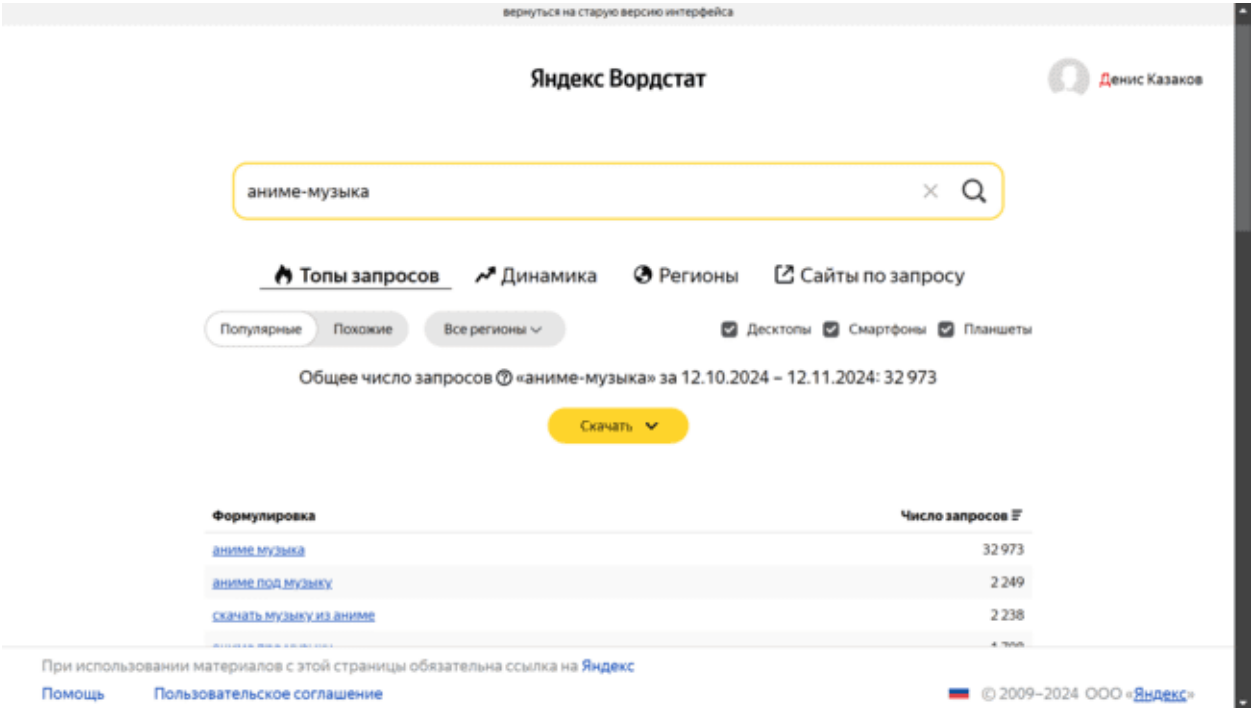 вернуться на старую версию интерфейса
Яндекс Вордстат
Денис Казаков
аниме-музыка
Топы запросов Динамика Регионы Сайты по запросу
Популярные Похожие Все регионы Десктопы Смартфоны Планшеты
Общее число запросов «аниме-музыка» за 12.10.2024 – 12.11.2024: 32 973
Скачать
Формулировка Число запросов
аниме музыка 32 973
аниме под музыку 2 249
скачать музыку из аниме 2 238
При использовании материалов с этой страницы обязательна ссылка на Яндекс
Помощь Пользовательское соглашение © 2009–2024 ООО «Яндекс»